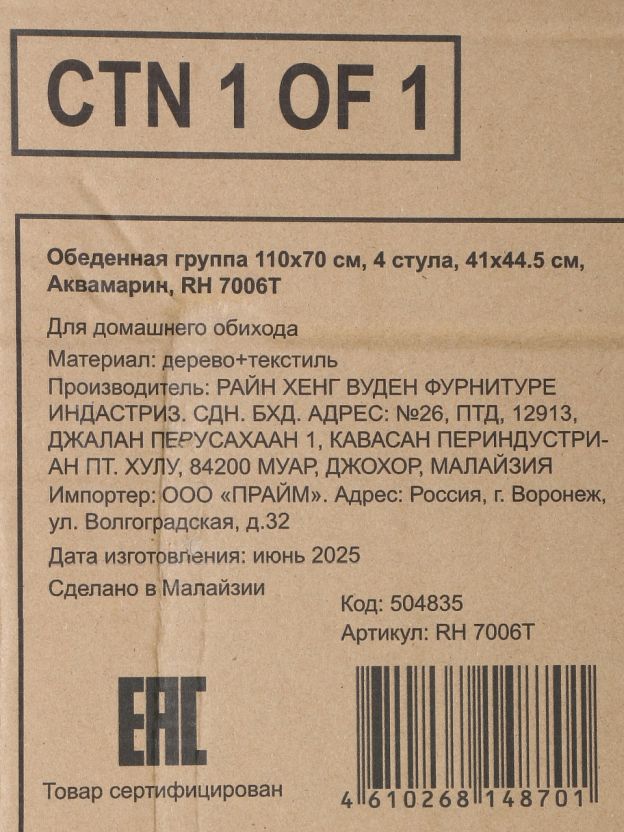 CTN 1 OF 1
Обеденная группа 110х70 см, 4 стула, 41х44.5 см,
Аквамарин, RH 7006T
Для домашнего обихода
Материал: дерево+текстиль
Производитель: РАЙН ХЕНГ ВУДЕН ФУРНИТУРЕ
ИНДАСТРИЗ. СДН. БХД. АДРЕС: №26, ПТД, 12913,
ДЖАЛАН ПЕРУСАХААН 1, КАВАСАН ПЕРИНДУСТРИ-
АН ПТ. ХУЛУ, 84200 МУАР, ДЖОХОР, МАЛАЙЗИЯ
Импортер: ООО «ПРАЙМ». Адрес: Россия, г. Воронеж,
ул. Волгоградская, д.32
Дата изготовления: июнь 2025
Сделано в Малайзии
Код: 504835
Артикул: RH 7006T
EAC
Товар сертифицирован
4 610268 148701